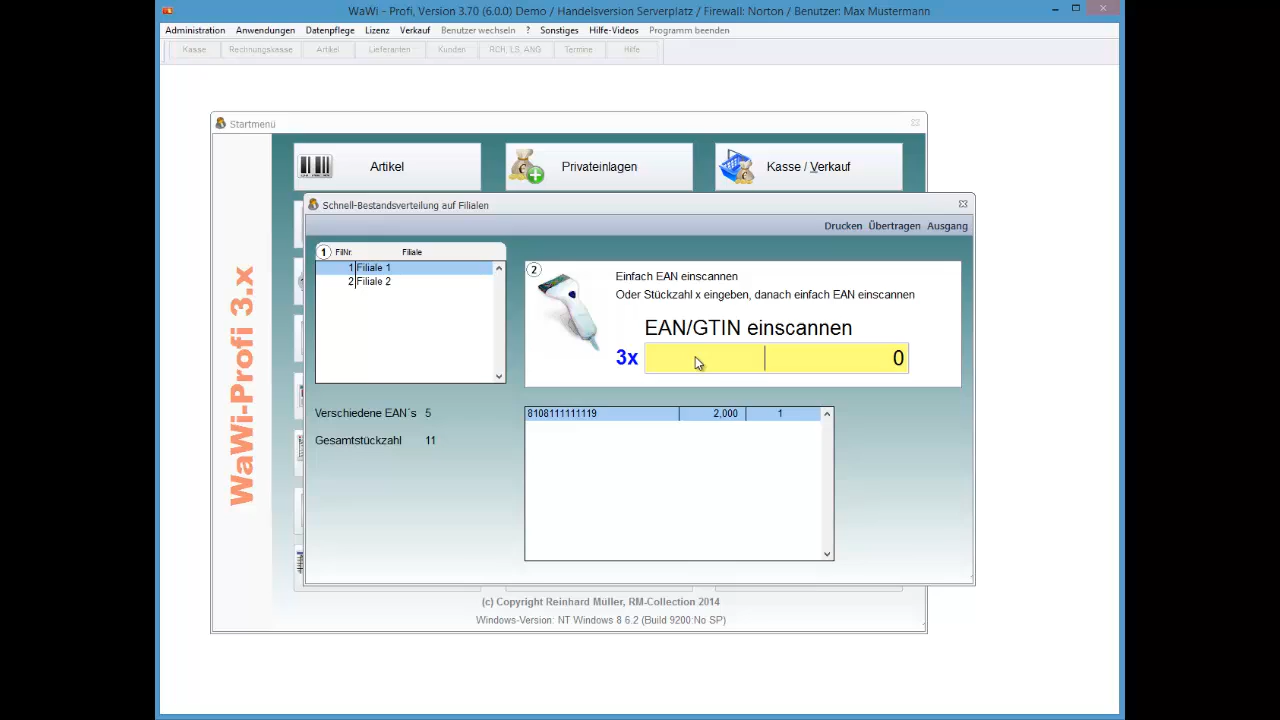 WaWi - Profi, Version 3.70 (6.0.0) Demo / Handelsversion Serverplatz / Firewall: Norton / Benutzer: Max Mustermann
Administration Anwendungen Datenpflege Lizenz Verkauf Benutzer wechseln ? Sonstiges Hilfe-Videos Programm beenden
Kasse Rechnungskasse Artikel Lieferanten Kunden RCH, LS, ANG Termine Hilfe
Startmenü
Artikel Privateinlagen Kasse / Verkauf
WaWi-Profi 3.x
Schnell-Bestandsverteilung auf Filialen
Drucken Übertragen Ausgang
1 FilNr. Filiale
1 Filiale 1
2 Filiale 2
2 Einfach EAN einscannen
Oder Stückzahl x eingeben, danach einfach EAN einscannen
EAN/GTIN einscannen
3x 0
Verschiedene EAN´s 5
Gesamtstückzahl 11
8108111111119 2,000 1
(c) Copyright Reinhard Müller, RM-Collection 2014
Windows-Version: NT Windows 8 6.2 (Build 9200:No SP)